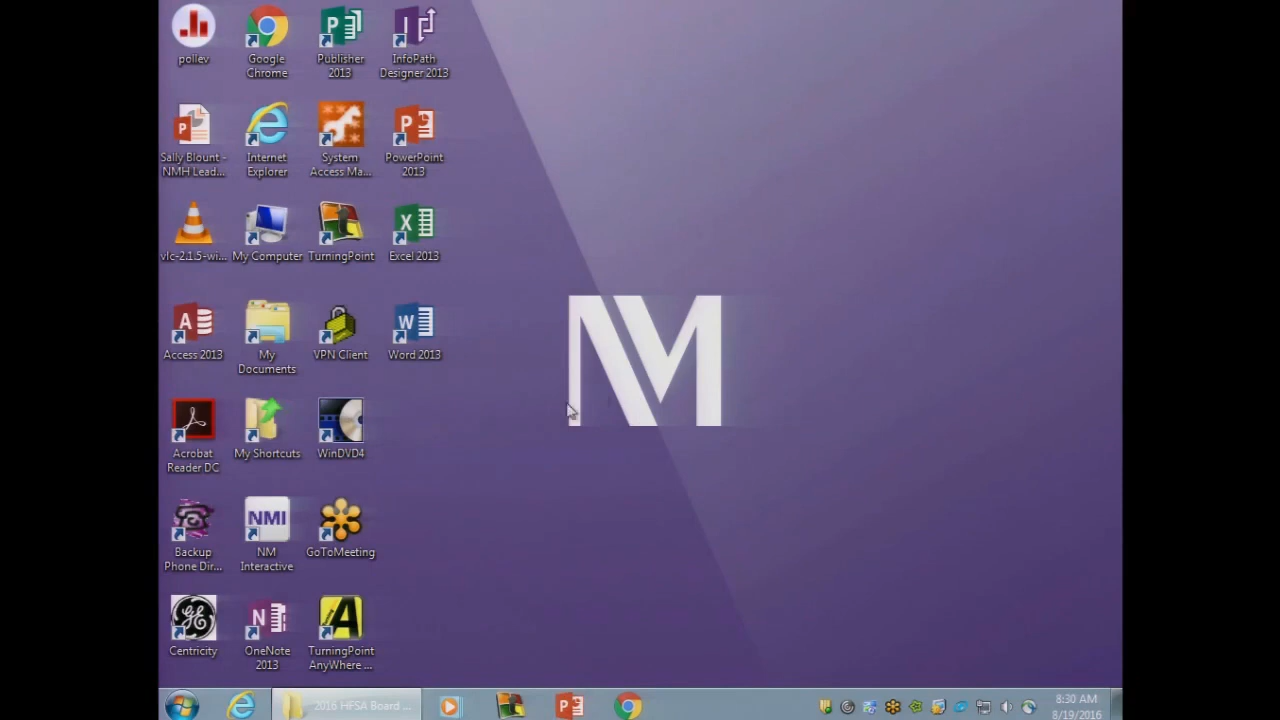 pollev
Google
Chrome
Publisher
2013
InfoPath
Designer 2013
Sally Blount -
NMH Lead...
Internet
Explorer
System
Access Ma...
PowerPoint
2013
vlc-2.1.5-wi...
My Computer
TurningPoint
Excel 2013
Access 2013
My
Documents
VPN Client
Word 2013
NM
Acrobat
Reader DC
My Shortcuts
WinDVD4
Backup
Phone Dir...
NMI
NM
Interactive
GoToMeeting
Centricity
OneNote
2013
TurningPoint
AnyWhere ...
2016 HFSA Board ...
8:30 AM
8/19/2016